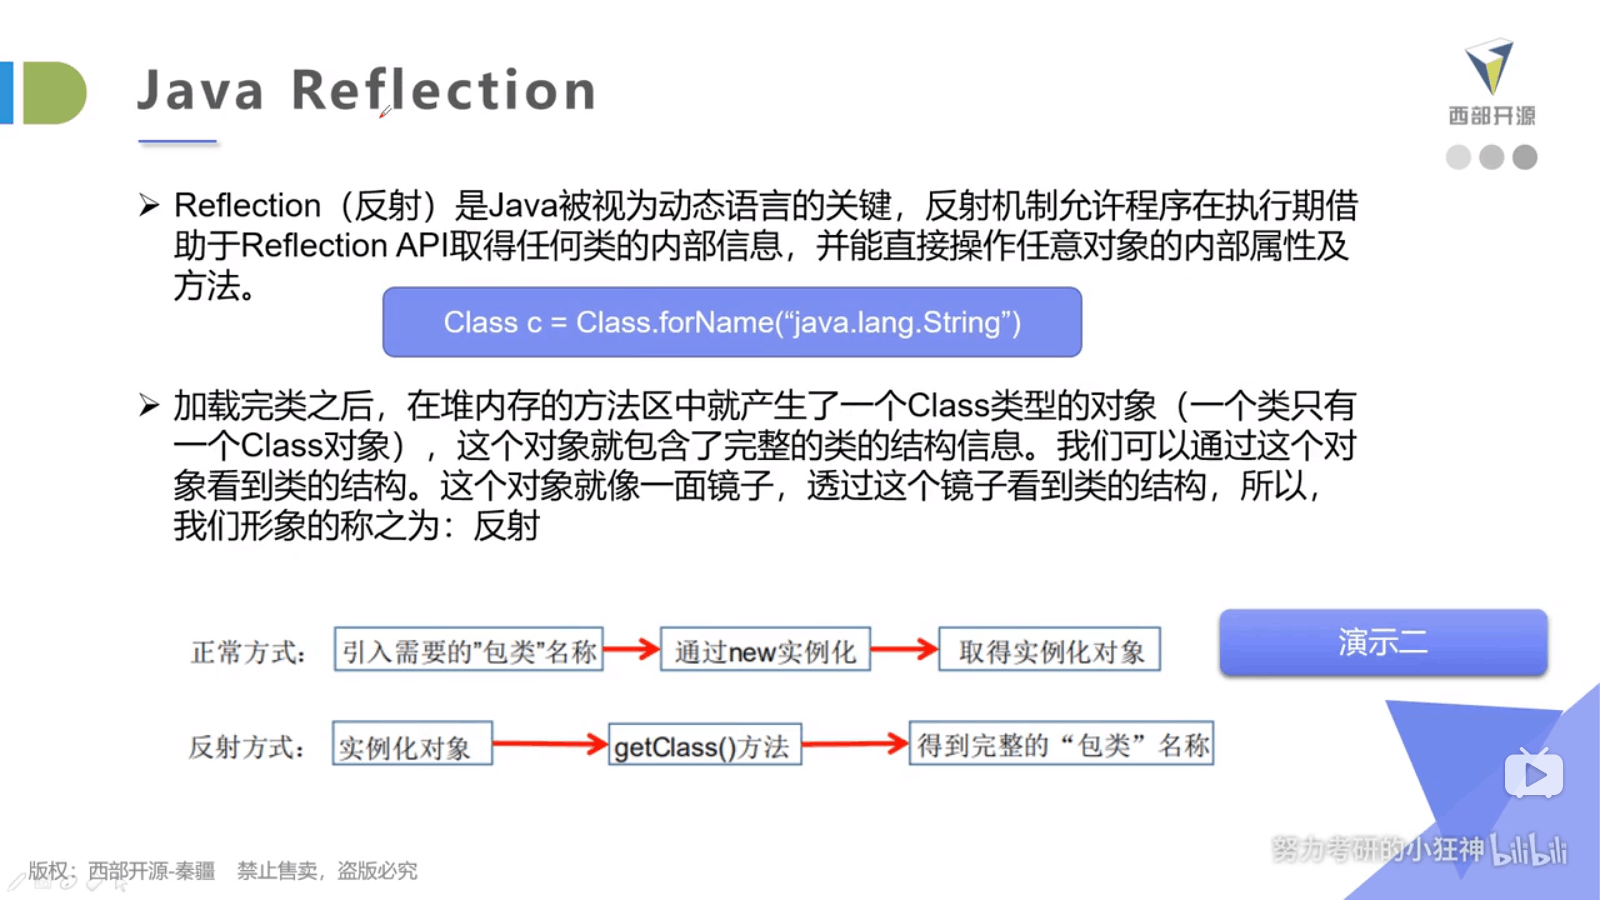 Java Reflection
西部开源
Reflection（反射）是Java被视为动态语言的关键，反射机制允许程序在执行期借
助于Reflection API取得任何类的内部信息，并能直接操作任意对象的内部属性及
方法。
Class c = Class.forName(“java.lang.String”)
加载完类之后，在堆内存的方法区中就产生了一个Class类型的对象（一个类只有
一个Class对象），这个对象就包含了完整的类的结构信息。我们可以通过这个对
象看到类的结构。这个对象就像一面镜子，透过这个镜子看到类的结构，所以，
我们形象的称之为：反射
正常方式： 引入需要的”包类”名称 通过new实例化 取得实例化对象
演示二
反射方式： 实例化对象 getClass()方法 得到完整的“包类”名称
努力考研的小狂神 bilibili
版权：西部开源-秦疆 禁止售卖，盗版必究